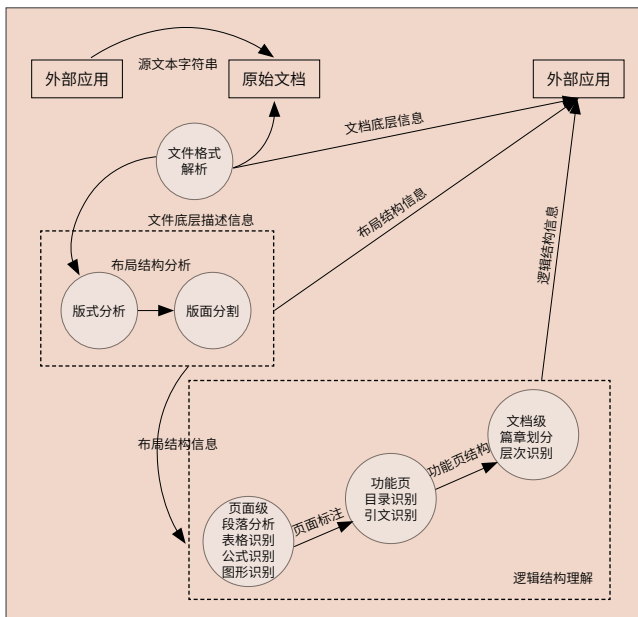 源文本字符串
外部应用
原始文档
外部应用
文档底层信息
文件格式
解析
布局结构信息
文件底层描述信息
逻辑结构信息
布局结构分析
版式分析
版面分割
布局结构信息
文档级
篇章划分
层次识别
功能页结构
功能页
目录识别
引文识别
页面标注
页面级
段落分析
表格识别
公式识别
图形识别
逻辑结构理解